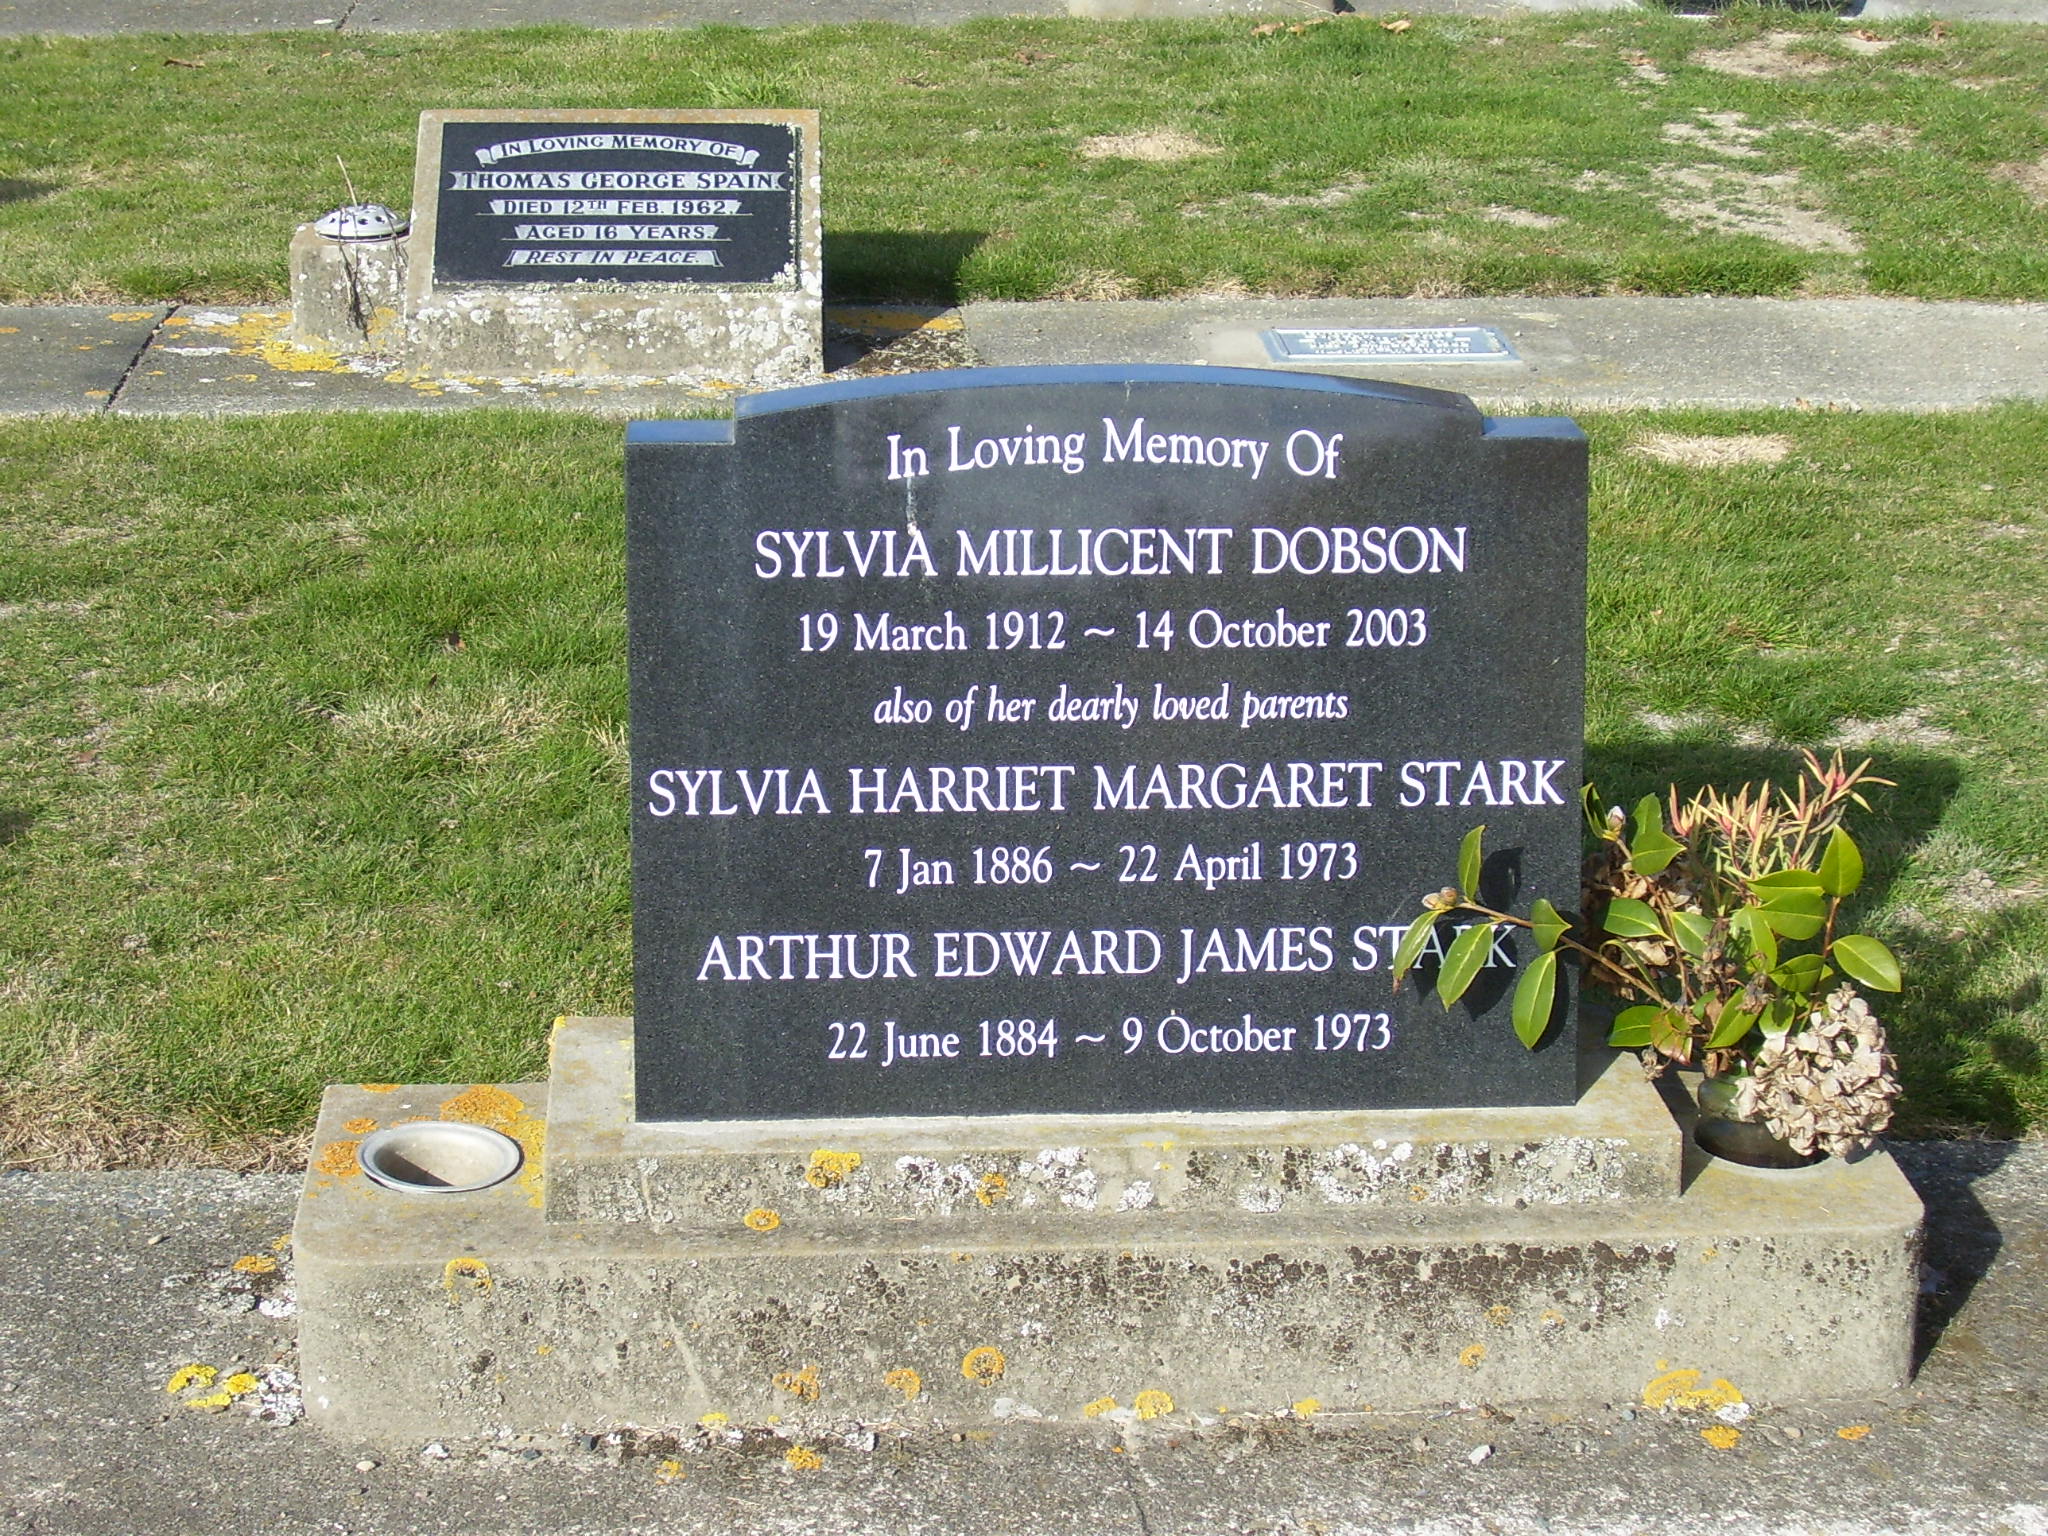 IN LOVING MEMORY OF
THOMAS GEORGE SPAIN
DIED 12TH FEB. 1962,
AGED 16 YEARS.
REST IN PEACE.
In Loving Memory Of
SYLVIA MILLICENT DOBSON
19 March 1912 ~ 14 October 2003
also of her dearly loved parents
SYLVIA HARRIET MARGARET STARK
7 Jan 1886 ~ 22 April 1973
ARTHUR EDWARD JAMES STARK
22 June 1884 ~ 9 October 1973